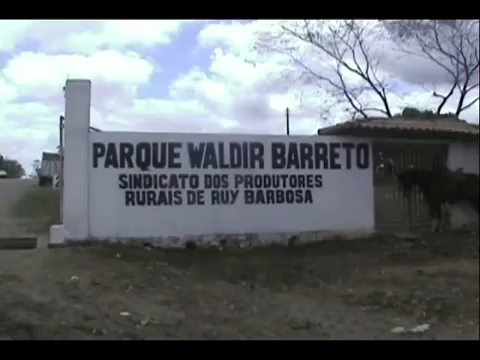 PARQUE WALDIR BARRETO
SINDICATO DOS PRODUTORES
RURAIS DE RUY BARBOSA